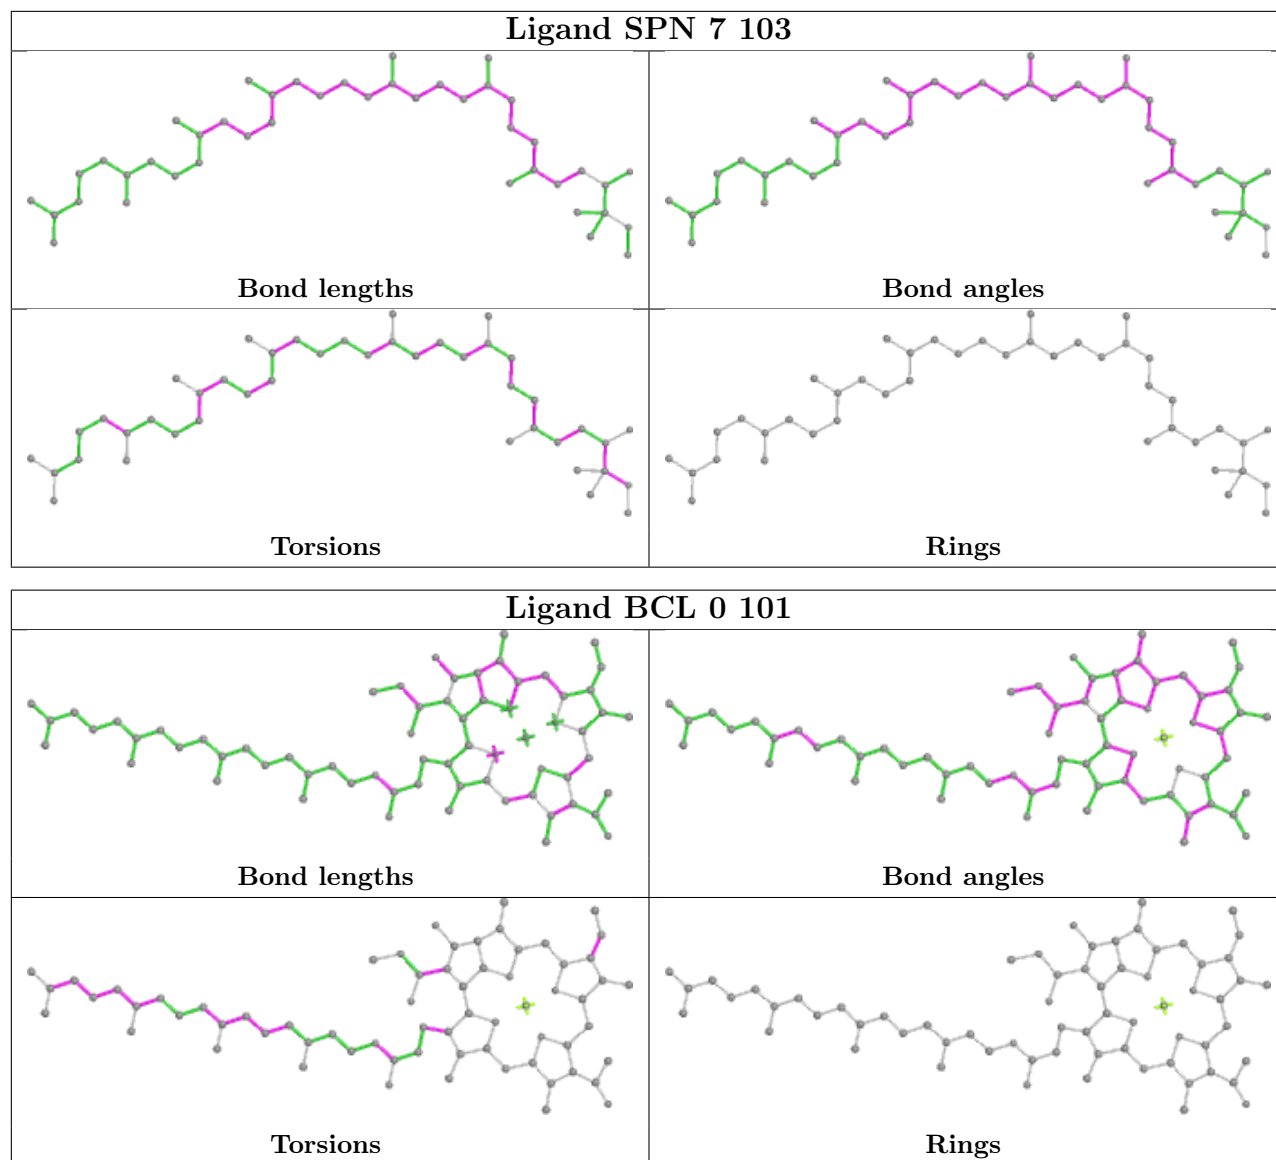 Ligand SPN 7 103
Bond lengths
Bond angles
Torsions
Rings
Ligand BCL 0 101
Bond lengths
Bond angles
Torsions
Rings